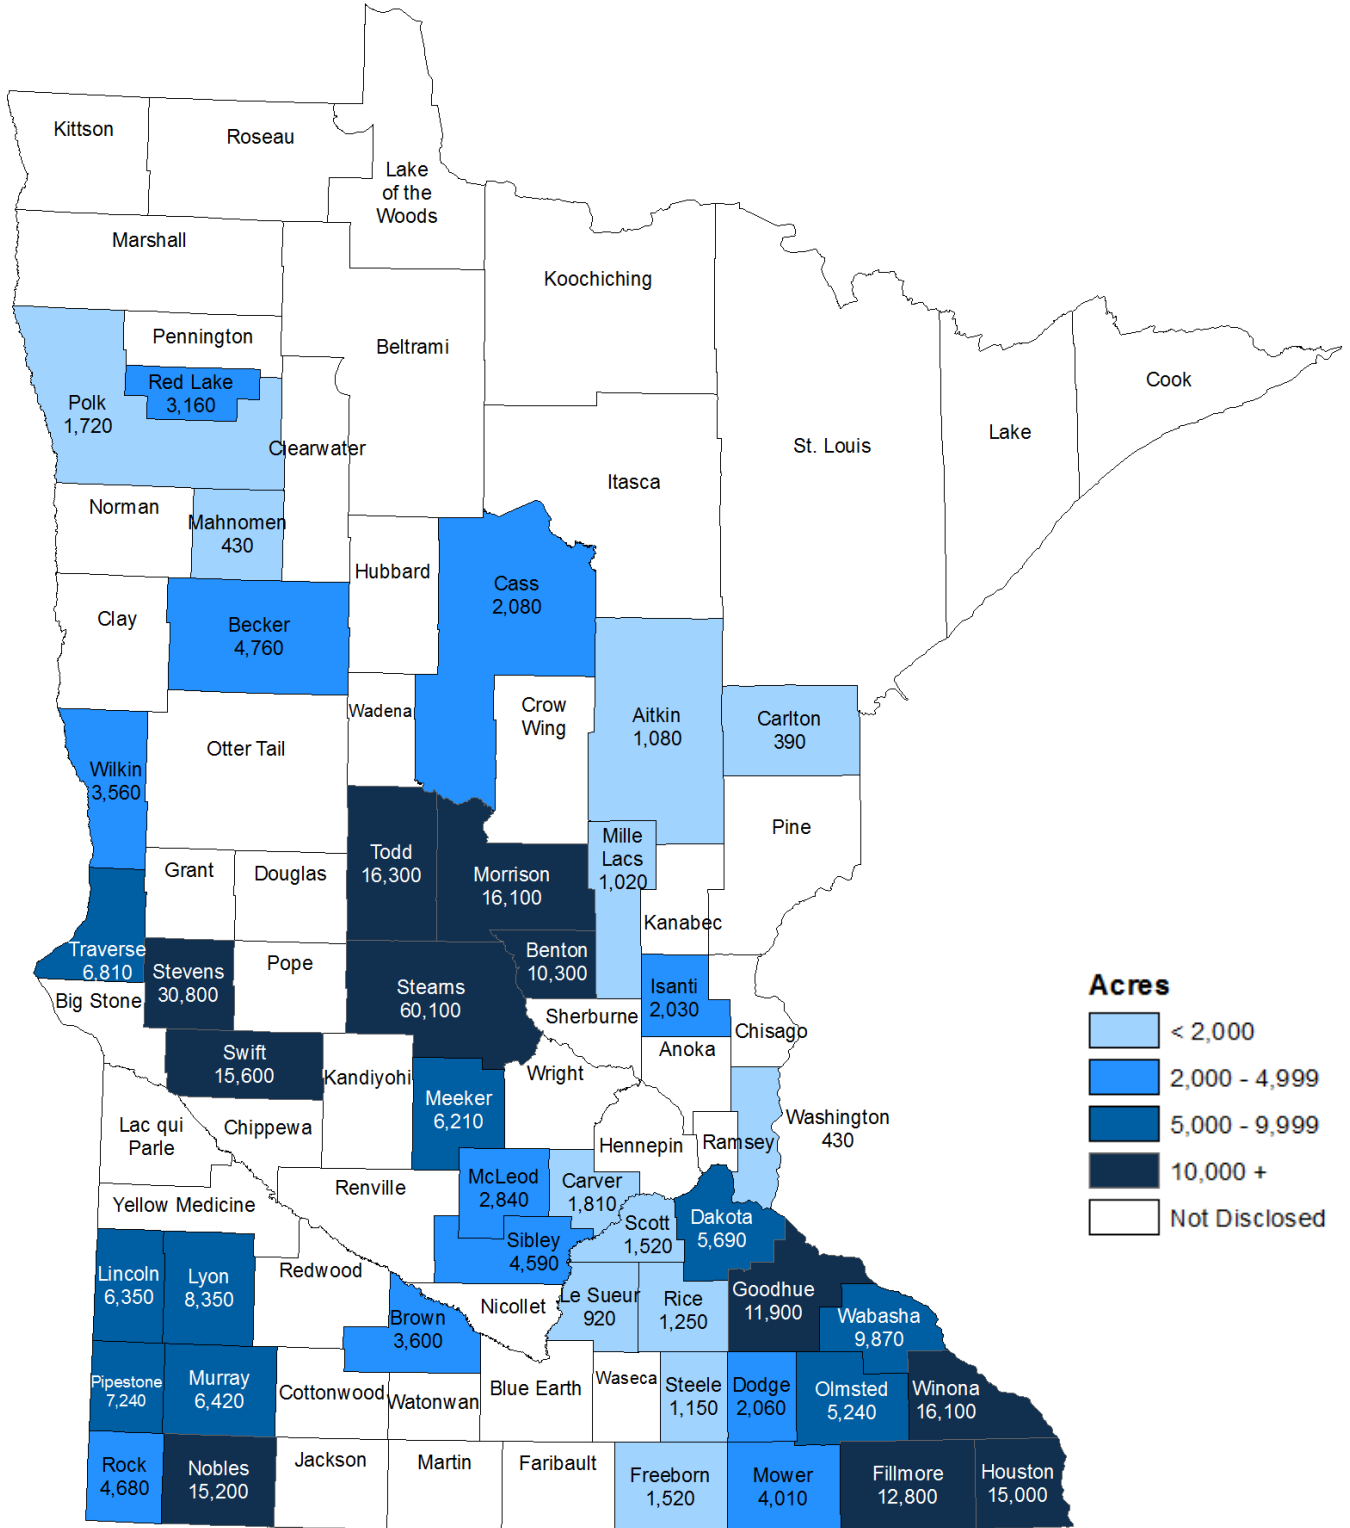 Kittson
Roseau
Lake
of the
Woods
Marshall
Koochiching
Pennington
Beltrami
Red Lake
3,160
Polk
1,720
Cook
Lake
St. Louis
Clearwater
Itasca
Norman
Mahnomen
430
Hubbard
Cass
2,080
Clay
Becker
4,760
Wadena
Crow
Wing
Aitkin
1,080
Carlton
390
Otter Tail
Wilkin
3,560
Pine
Mille
Lacs
1,020
Todd
16,300
Morrison
16,100
Grant
Douglas
Kanabec
Traverse
6,810
Stevens
30,800
Pope
Benton
10,300
Stearns
60,100
Isanti
2,030
Big Stone
Sherburne
Chisago
Anoka
Swift
15,600
Kandiyohi
Wright
Meeker
6,210
Lac qui
Parle
Chippewa
Hennepin
Ramsey
Washington
430
Renville
McLeod
2,840
Carver
1,810
Yellow Medicine
Scott
1,520
Dakota
5,690
Sibley
4,590
Lincoln
6,350
Lyon
8,350
Redwood
Nicollet
Le Sueur
920
Rice
1,250
Goodhue
11,900
Wabasha
9,870
Brown
3,600
Pipestone
7,240
Murray
6,420
Cottonwood
Watonwan
Blue Earth
Waseca
Steele
1,150
Dodge
2,060
Olmsted
5,240
Winona
16,100
Rock
4,680
Nobles
15,200
Jackson
Martin
Faribault
Freeborn
1,520
Mower
4,010
Fillmore
12,800
Houston
15,000
Acres
< 2,000
2,000 - 4,999
5,000 - 9,999
10,000 +
Not Disclosed